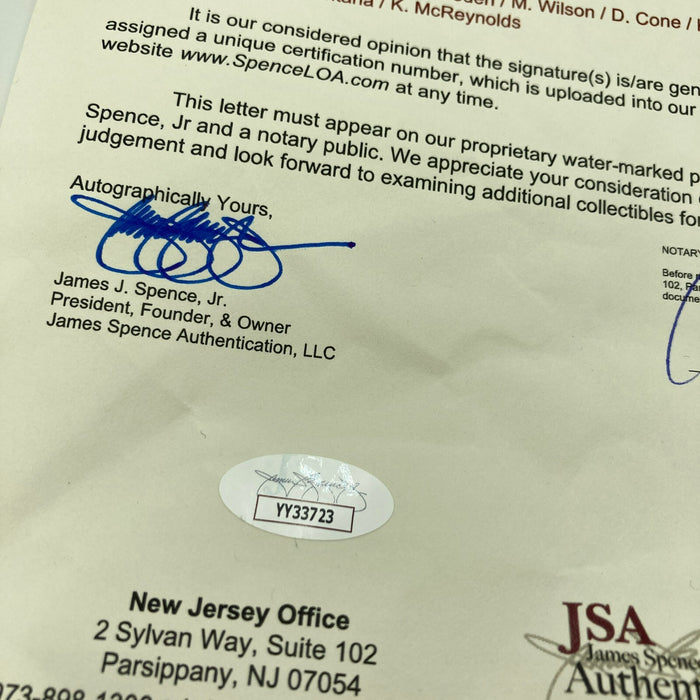 / M. Wilson / D. Cone /
/ K. McReynolds
It is our considered opinion that the signature(s) is/are gen
assigned a unique certification number, which is uploaded into our
website www.SpenceLOA.com at any time.
This letter must appear on our proprietary water-marked p
Spence, Jr and a notary public. We appreciate your consideration
judgement and look forward to examining additional collectibles fo
Autographically Yours,
James J. Spence, Jr.
President, Founder, & Owner
James Spence Authentication, LLC
NOTARY
Before
102, Pa
docume
YY33723
New Jersey Office
2 Sylvan Way, Suite 102
Parsippany, NJ 07054
JSA
James Spence
Authen